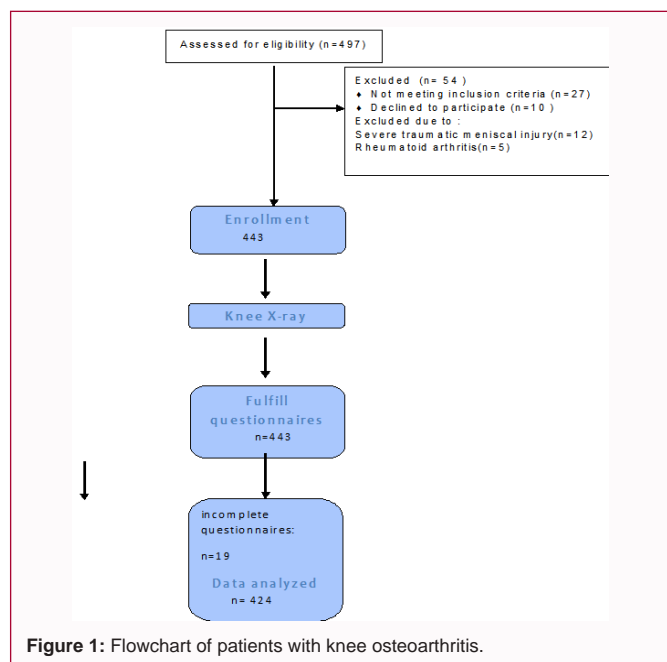 Assessed for eligibility (n=497)
Excluded (n= 54)
♦ Not meeting inclusion criteria (n=27)
♦ Declined to participate (n=10 )
Excluded due to :
Severe traumatic meniscal injury(n=12)
Rheumatoid arthritis(n=5)
Enrollment
443
Knee X-ray
Fulfill
questionnaires
n=443
incomplete
questionnaires:
n=19
Data analyzed
n= 424
Figure 1: Flowchart of patients with knee osteoarthritis.